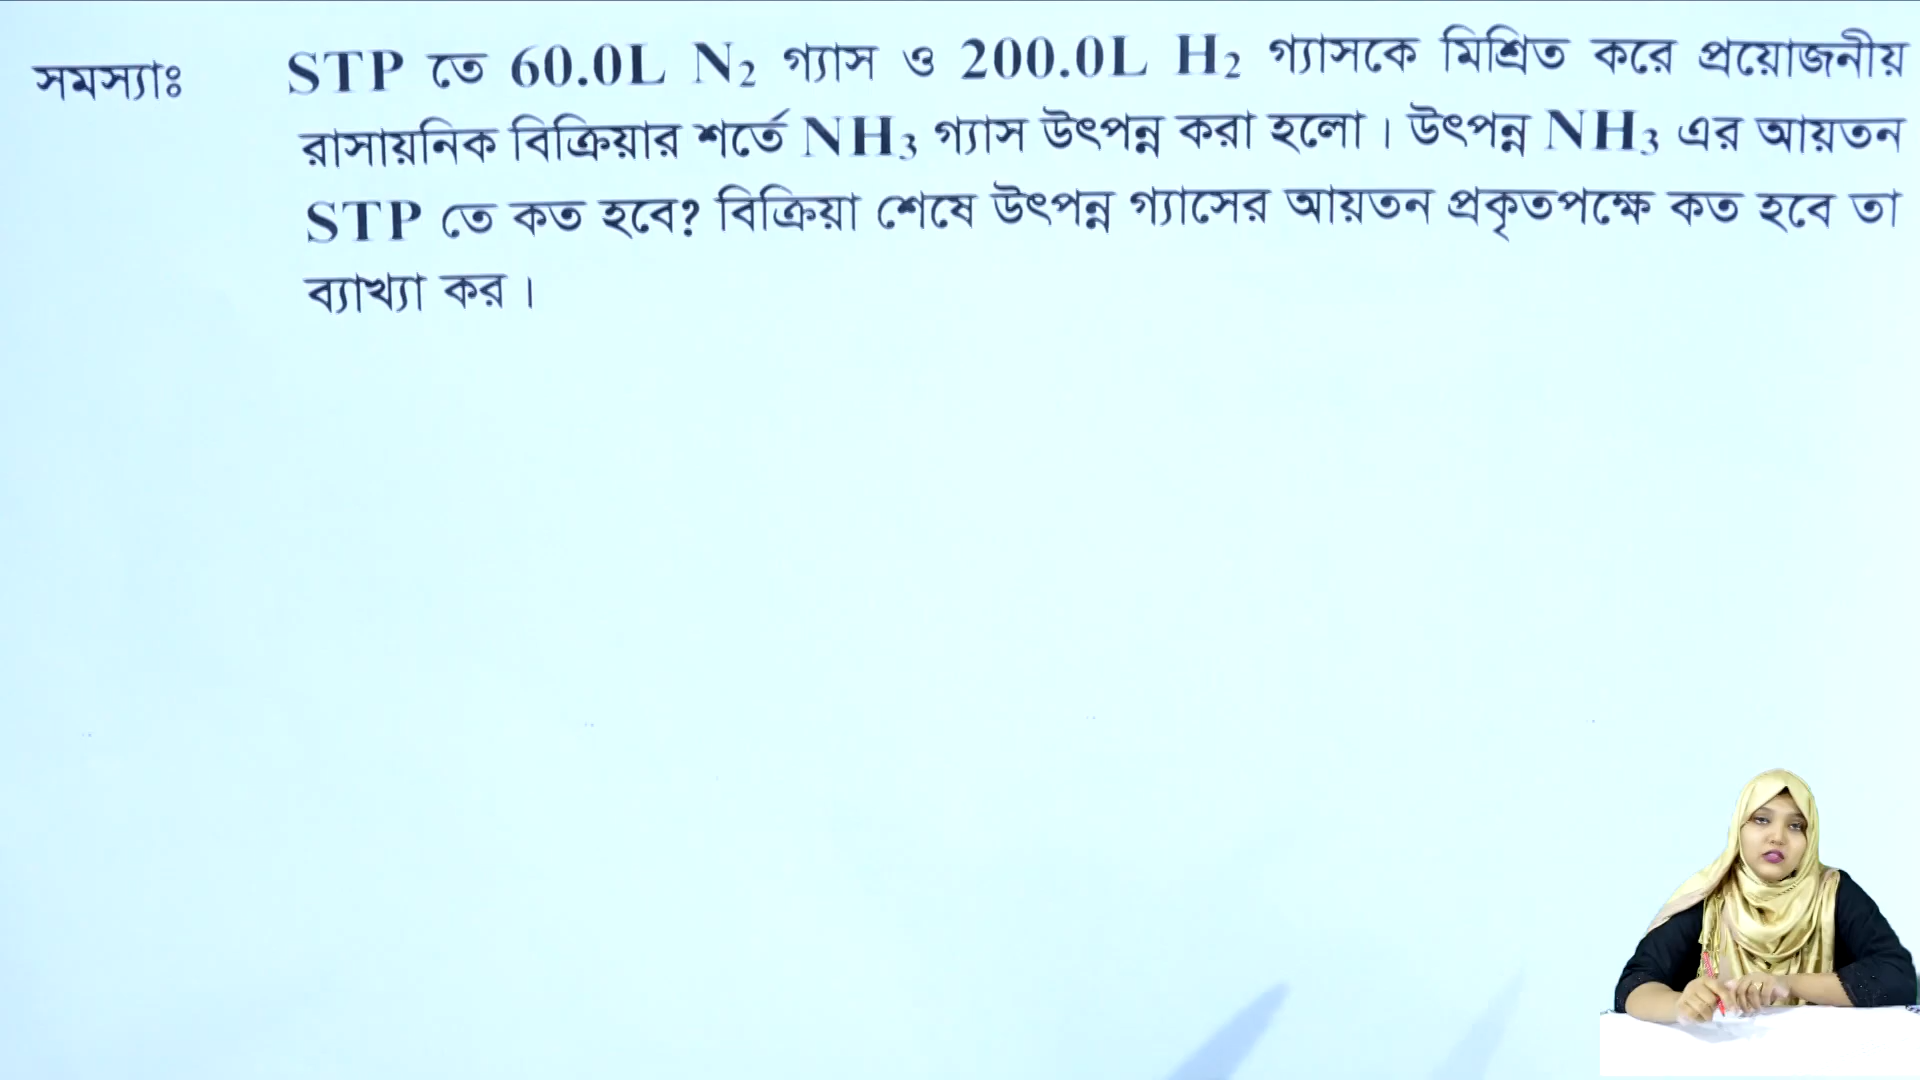 সমস্যাঃ STP তে 60.0L N₂ গ্যাস ও 200.0L H₂ গ্যাসকে মিশ্রিত করে প্রয়োজনীয়
রাসায়নিক বিক্রিয়ার শর্তে NH₃ গ্যাস উৎপন্ন করা হলো। উৎপন্ন NH₃ এর আয়তন
STP তে কত হবে? বিক্রিয়া শেষে উৎপন্ন গ্যাসের আয়তন প্রকৃতপক্ষে কত হবে তা
ব্যাখ্যা কর।